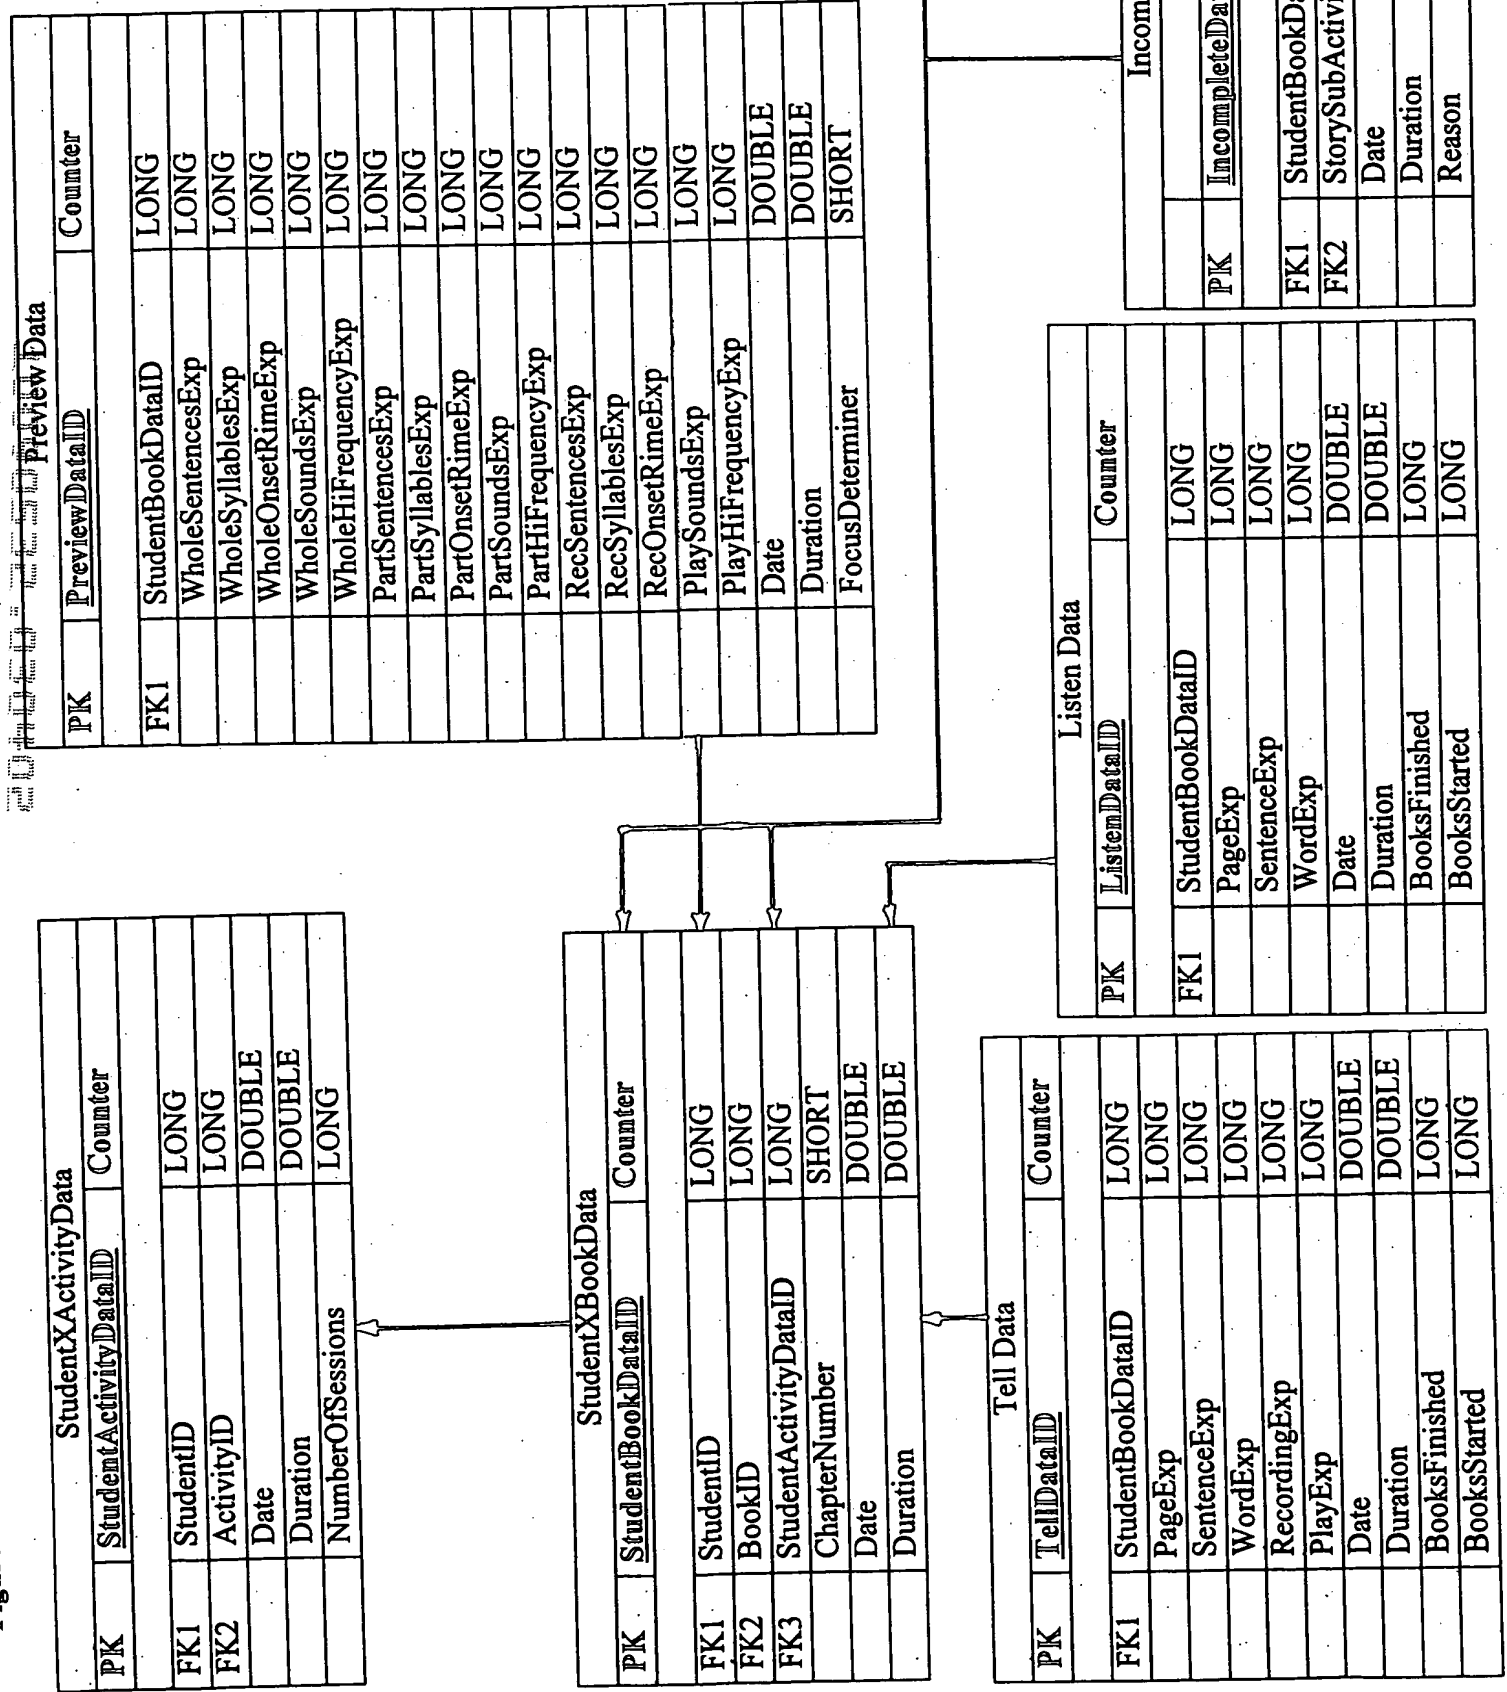 StudentXActivityData
PK StudentActivityDataID Counter
FK1 StudentID LONG
FK2 ActivityID LONG
Date DOUBLE
Duration DOUBLE
NumberOfSessions LONG
StudentXBookData
PK StudentBookDataID Counter
FK1 StudentID LONG
FK2 BookID LONG
FK3 StudentActivityDataID LONG
ChapterNumber SHORT
Date DOUBLE
Duration DOUBLE
Tell Data
PK TellDataID Counter
FK1 StudentBookDataID LONG
PageExp LONG
SentenceExp LONG
WordExp LONG
RecordingExp LONG
PlayExp LONG
Date DOUBLE
Duration DOUBLE
BooksFinished LONG
BooksStarted LONG
Preview Data
PK PreviewDataID Counter
FK1 StudentBookDataID LONG
WholeSentencesExp LONG
WholeSyllablesExp LONG
WholeOnsetRimeExp LONG
WholeSoundsExp LONG
WholeHiFrequencyExp LONG
PartSentencesExp LONG
PartSyllablesExp LONG
PartOnsetRimeExp LONG
PartSoundsExp LONG
PartHiFrequencyExp LONG
RecSentencesExp LONG
RecSyllablesExp LONG
RecOnsetRimeExp LONG
PlaySoundsExp LONG
PlayHiFrequencyExp LONG
Date DOUBLE
Duration DOUBLE
FocusDeterminer SHORT
Listen Data
PK ListenDataID Counter
FK1 StudentBookDataID LONG
PageExp LONG
SentenceExp LONG
WordExp LONG
Date DOUBLE
Duration DOUBLE
BooksFinished LONG
BooksStarted LONG
Incom
PK IncompleteDa
FK1 StudentBookDa
FK2 StorySubActivi
Date
Duration
Reason